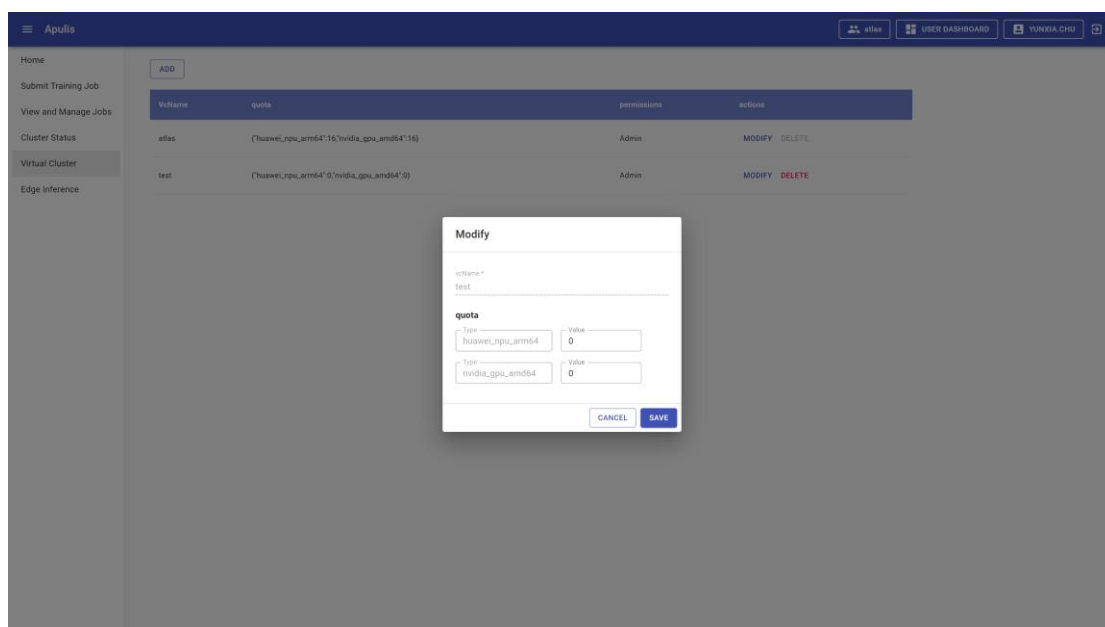 Apulis
atlas
USER DASHBOARD
YUNXIA.CHU
Home
Submit Training Job
View and Manage Jobs
Cluster Status
Virtual Cluster
Edge Inference
ADD
VcName quota permissions actions
atlas {"huawei_npu_arm64":16,"nvidia_gpu_amd64":16} Admin MODIFY DELETE
test {"huawei_npu_arm64":0,"nvidia_gpu_amd64":0} Admin MODIFY DELETE
Modify
vcName *
test
quota
Type Value
huawei_npu_arm64 0
Type Value
nvidia_gpu_amd64 0
CANCEL SAVE